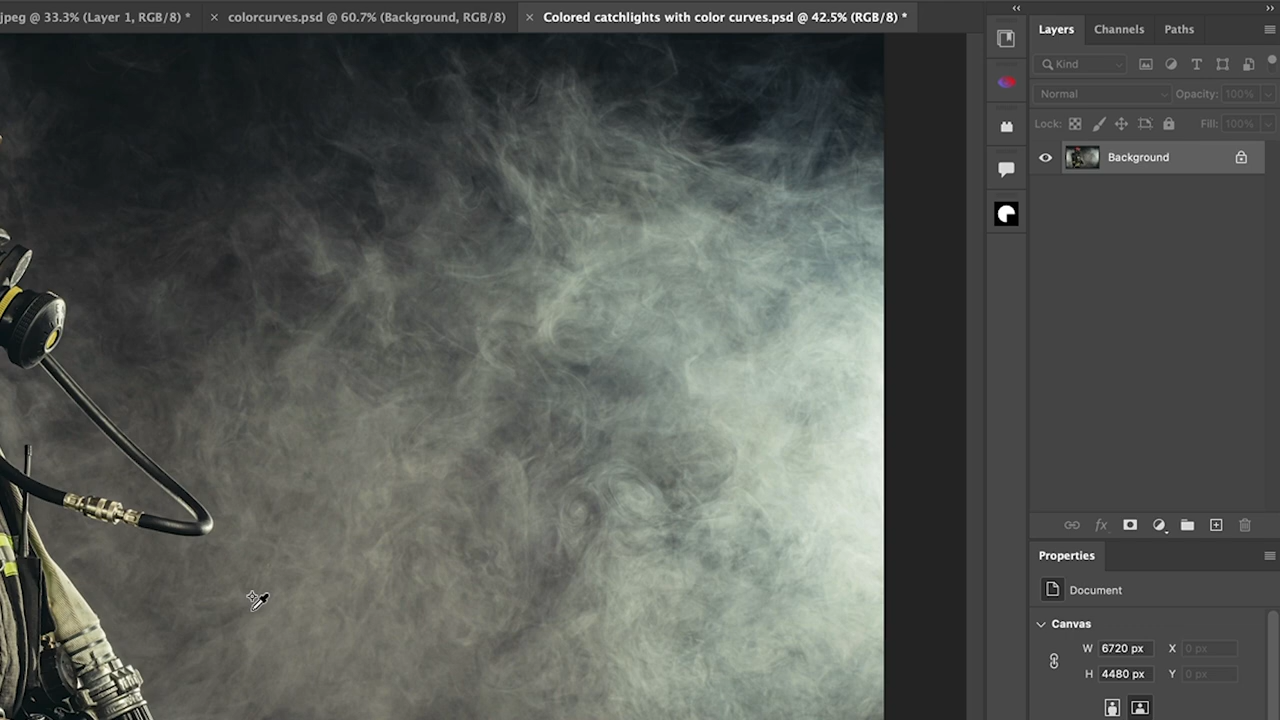 jpeg @ 33.3% (Layer 1, RGB/8) * × colorcurves.psd @ 60.7% (Background, RGB/8) × Colored catchlights with color curves.psd @ 42.5% (RGB/8) *
Layers Channels Paths
Kind
Normal Opacity: 100%
Lock: Fill: 100%
Background
fx
Properties
Document
Canvas
W 6720 px X 0 px
H 4480 px Y 0 px